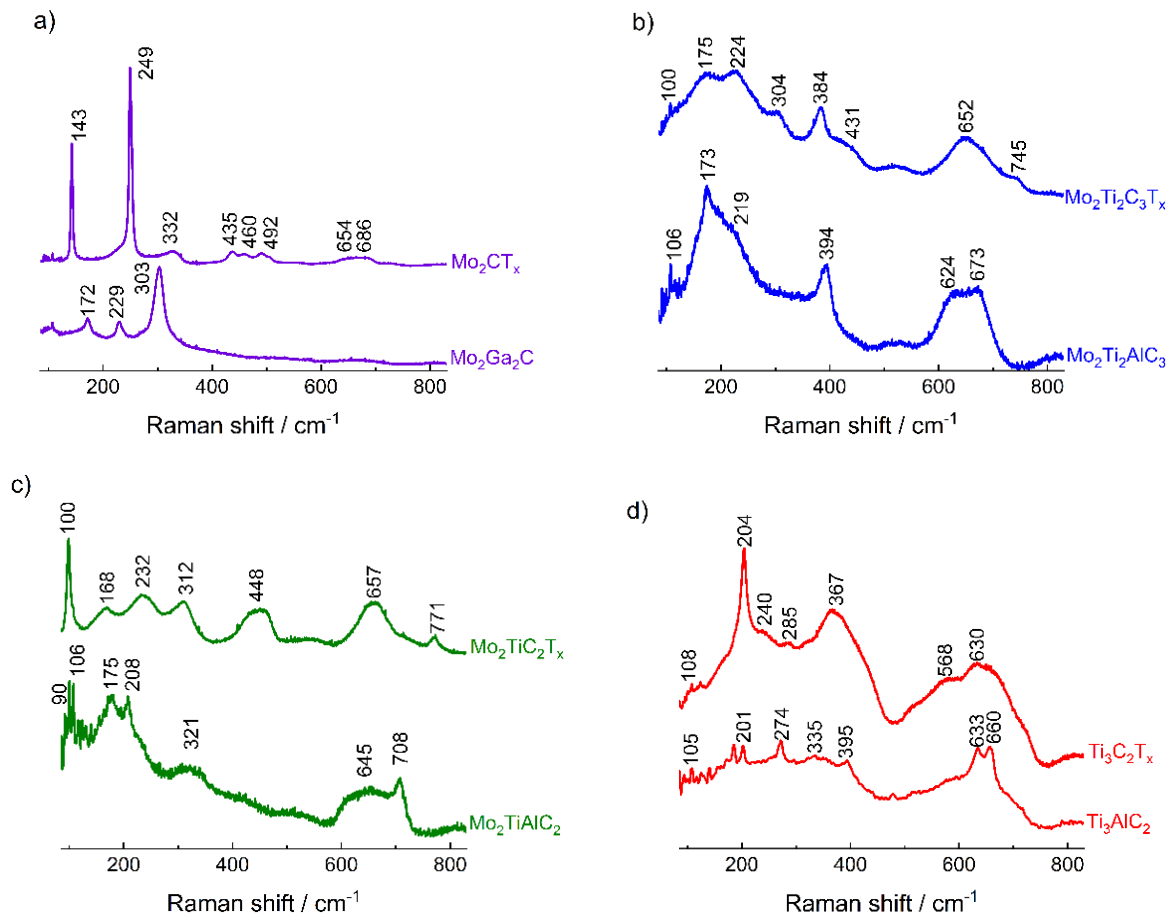 a)
249
143
332
435
460
492
654
686
Mo₂CTₓ
303
172
229
Mo₂Ga₂C
200 400 600 800
Raman shift / cm⁻¹
b)
100
175
224
304
384
431
652
745
Mo₂Ti₂C₃Tₓ
106
173
219
394
624
673
Mo₂Ti₂AlC₃
200 400 600 800
Raman shift / cm⁻¹
c)
100
168
232
312
448
657
771
Mo₂TiC₂Tₓ
90
106
175
208
321
645
708
Mo₂TiAlC₂
200 400 600 800
Raman shift / cm⁻¹
d)
108
204
240
285
367
568
630
Ti₃C₂Tₓ
105
201
274
335
395
633
660
Ti₃AlC₂
200 400 600 800
Raman shift / cm⁻¹